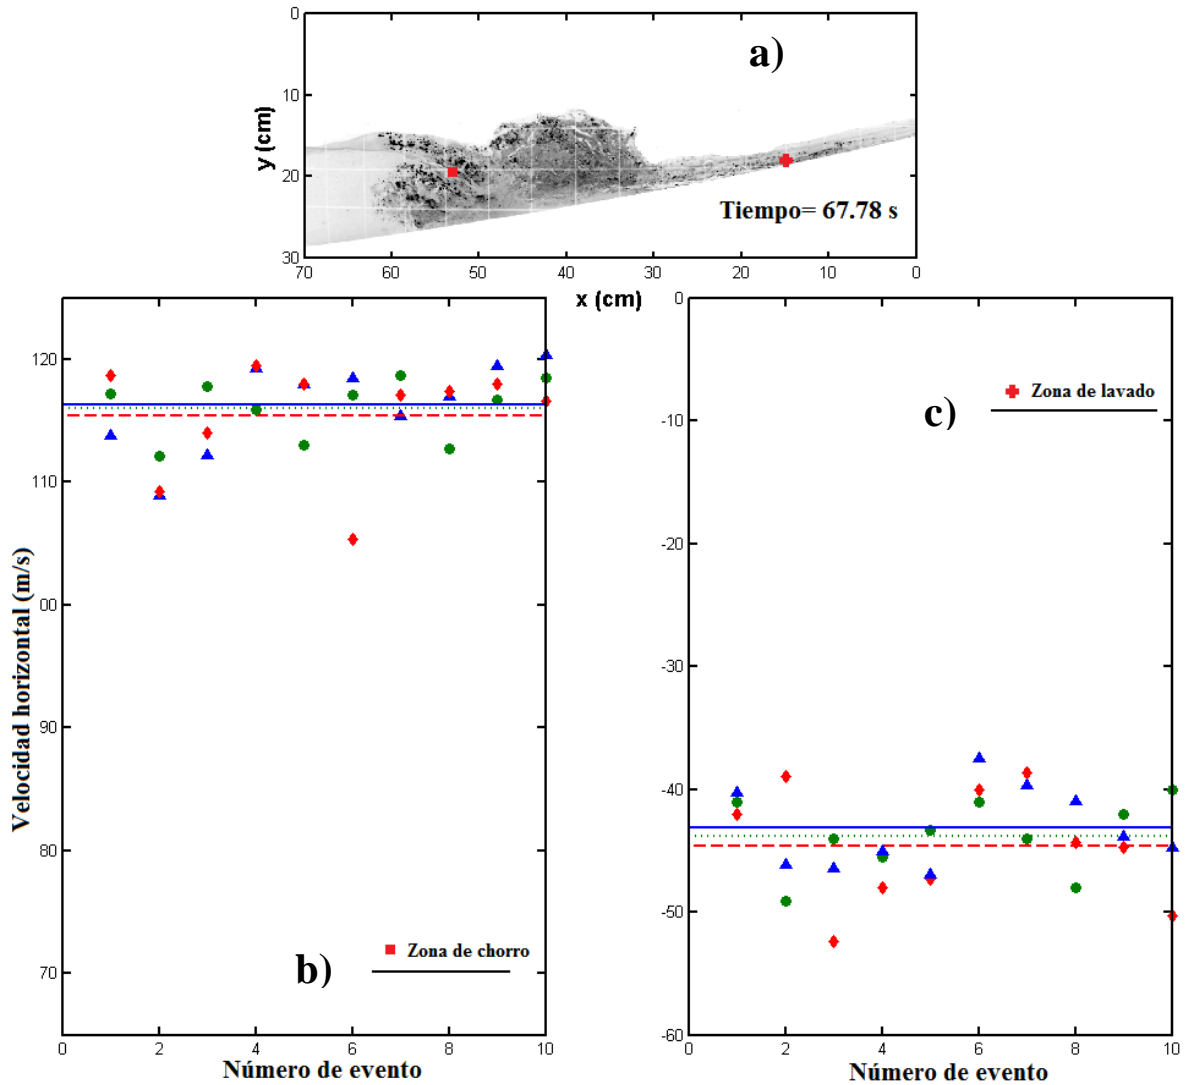 0
a)
10
y (cm)
20
Tiempo= 67.78 s
30
70 60 50 40 30 20 10 0
x (cm)
120
110
00
90
80
70
Velocidad horizontal (m/s)
Zona de chorro
b)
0 2 4 6 8 10
Número de evento
0
Zona de lavado
c)
-10
-20
-30
-40
-50
-60
0 2 4 6 8 10
Número de evento